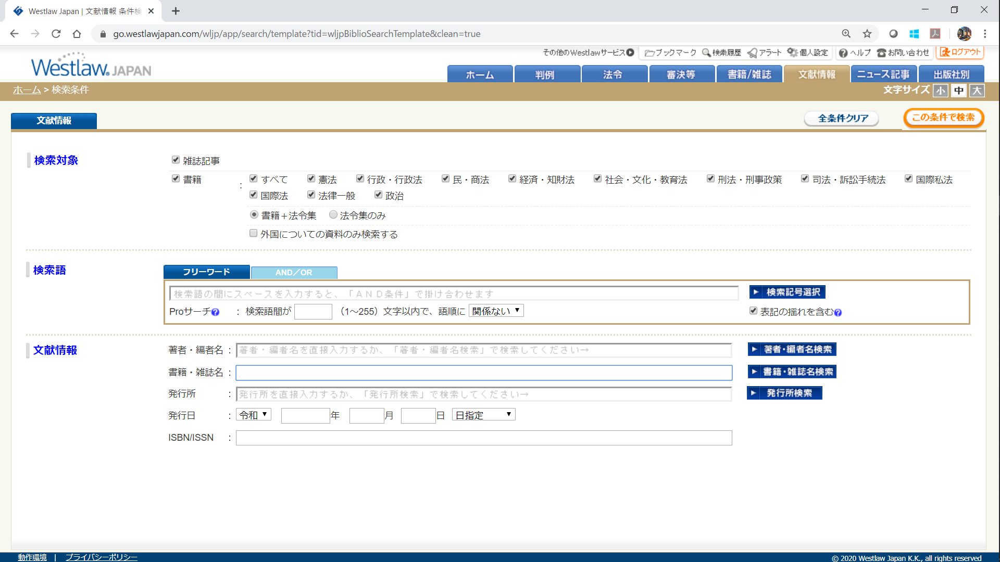 Westlaw Japan | 文献情報 条件検
go.westlawjapan.com/wljp/app/search/template?tid=wljpBiblioSearchTemplate&clean=true
その他のWestlawサービス ブックマーク 検索履歴 アラート 個人設定 ヘルプ お問い合わせ ログアウト
Westlaw. JAPAN
ホーム 判例 法令 審決等 書籍/雑誌 文献情報 ニュース記事 出版社別
ホーム > 検索条件 文字サイズ 小 中 大
文献情報 全条件クリア この条件で検索
検索対象 雑誌記事
書籍 : すべて 憲法 行政・行政法 民・商法 経済・知財法 社会・文化・教育法 刑法・刑事政策 司法・訴訟手続法 国際私法
国際法 法律一般 政治
書籍+法令集 法令集のみ
外国についての資料のみ検索する
検索語 フリーワード AND/OR
検索語の間にスペースを入力すると、「AND条件」で掛け合わせます 検索記号選択
Proサーチ : 検索語間が (1~255)文字以内で、語順に 関係ない 表記の揺れを含む
文献情報 著者・編者名 : 著者・編者名を直接入力するか、「著者・編者名検索」で検索してください→ 著者・編者名検索
書籍・雑誌名 : 書籍・雑誌名検索
発行所 : 発行所を直接入力するか、「発行所検索」で検索してください→ 発行所検索
発行日 : 令和 年 月 日 日指定
ISBN/ISSN :
動作環境 | プライバシーポリシー © 2020 Westlaw Japan K.K., all rights reserved